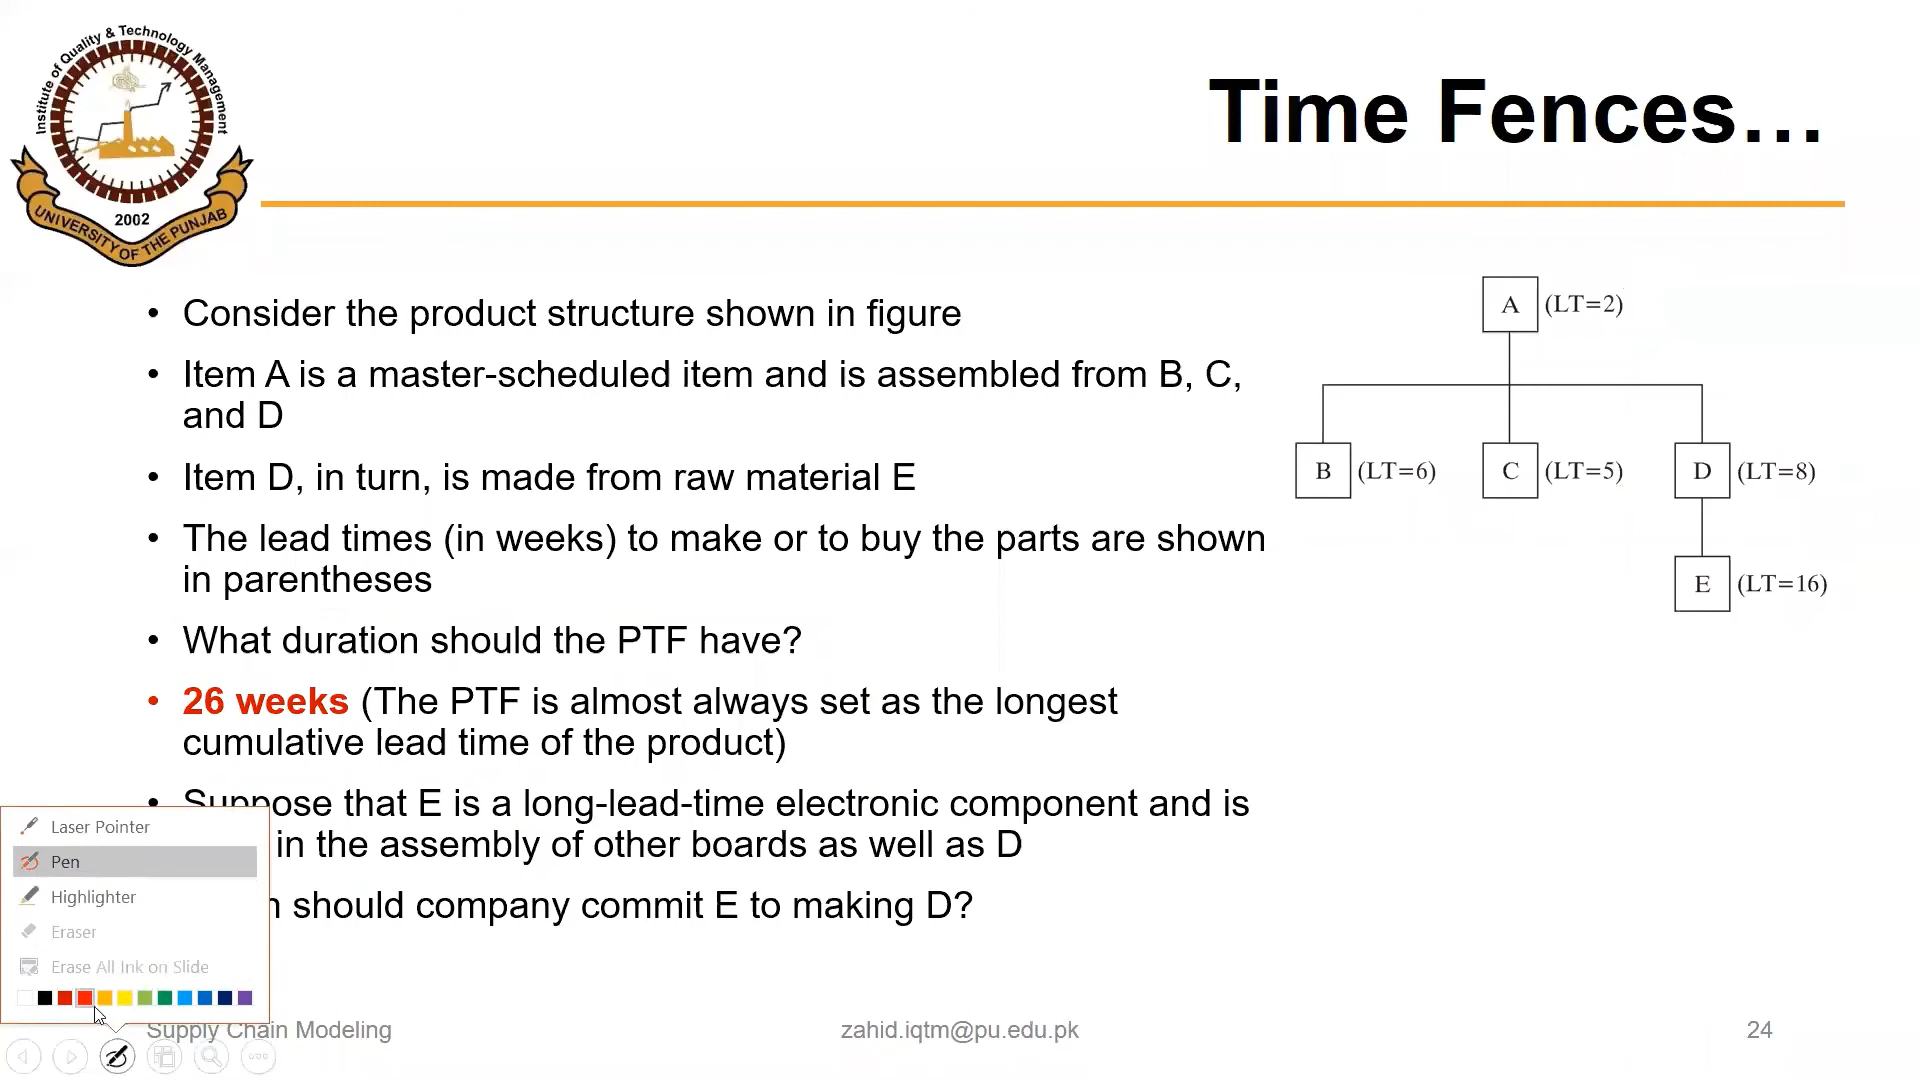 Institute of Quality & Technology Management
2002
UNIVERSITY OF THE PUNJAB
Time Fences…
• Consider the product structure shown in figure
• Item A is a master-scheduled item and is assembled from B, C,
and D
• Item D, in turn, is made from raw material E
• The lead times (in weeks) to make or to buy the parts are shown
in parentheses
• What duration should the PTF have?
• 26 weeks (The PTF is almost always set as the longest
cumulative lead time of the product)
• Suppose that E is a long-lead-time electronic component and is
in the assembly of other boards as well as D
should company commit E to making D?
A (LT=2)
B (LT=6) C (LT=5) D (LT=8)
E (LT=16)
Laser Pointer
Pen
Highlighter
Eraser
Erase All Ink on Slide
Supply Chain Modeling
zahid.iqtm@pu.edu.pk
24